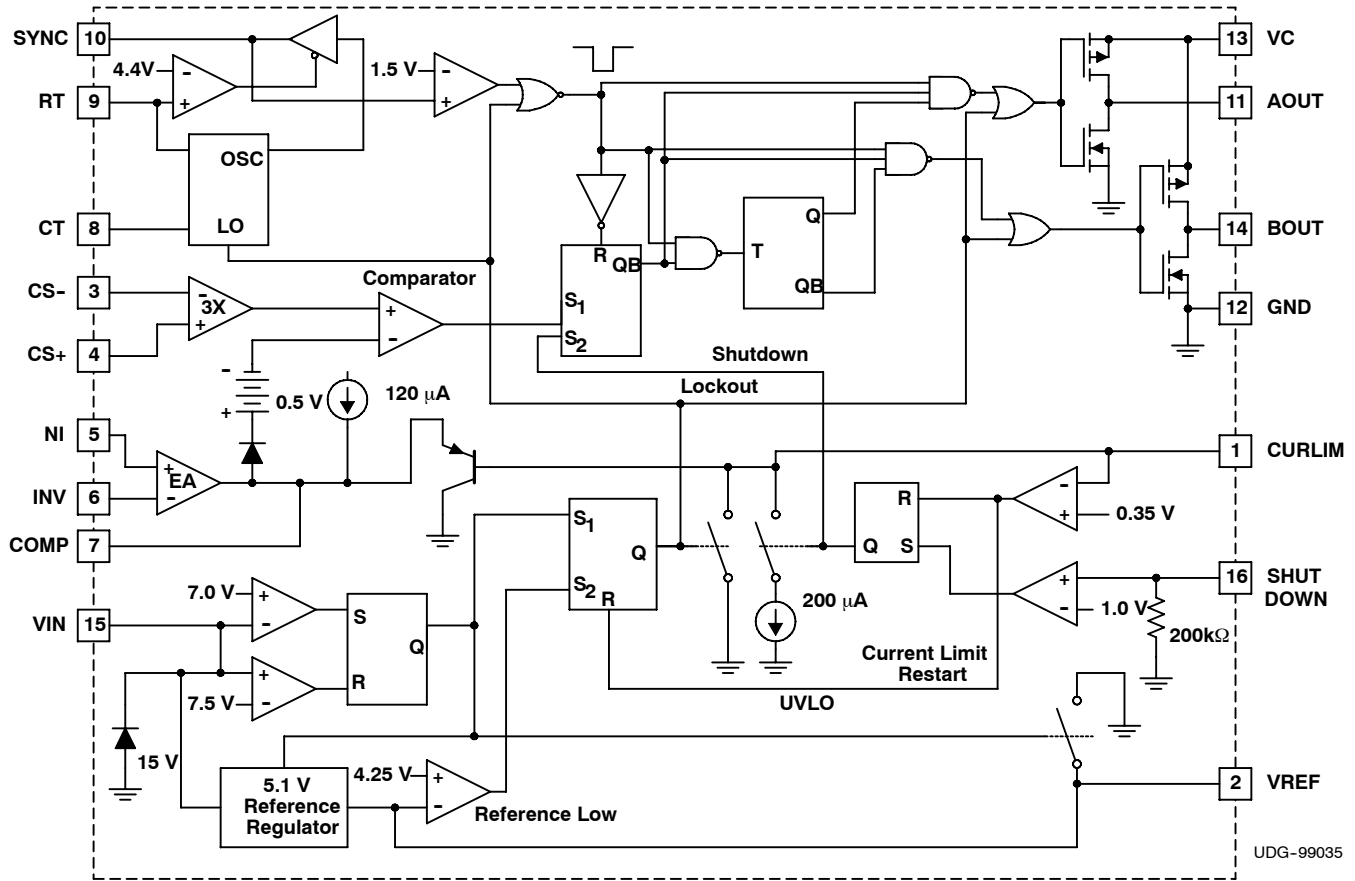 SYNC 10
4.4V
-
+
1.5 V
-
+
13 VC
RT 9
11 AOUT
OSC
LO
CT 8
R
QB
S1
S2
T
Q
QB
14 BOUT
Comparator
CS- 3
-
3X
+
CS+ 4
+
-
12 GND
Shutdown
Lockout
-
+
0.5 V
120 μA
NI 5
+
EA
-
INV 6
COMP 7
1 CURLIM
-
+
0.35 V
R
Q S
S1
Q
S2
R
16 SHUT
DOWN
+
-
1.0 V
200kΩ
200 μA
7.0 V
+
-
VIN 15
S
Q
R
+
-
7.5 V
Current Limit
Restart
UVLO
15 V
5.1 V
Reference
Regulator
4.25 V
+
-
Reference Low
2 VREF
UDG-99035